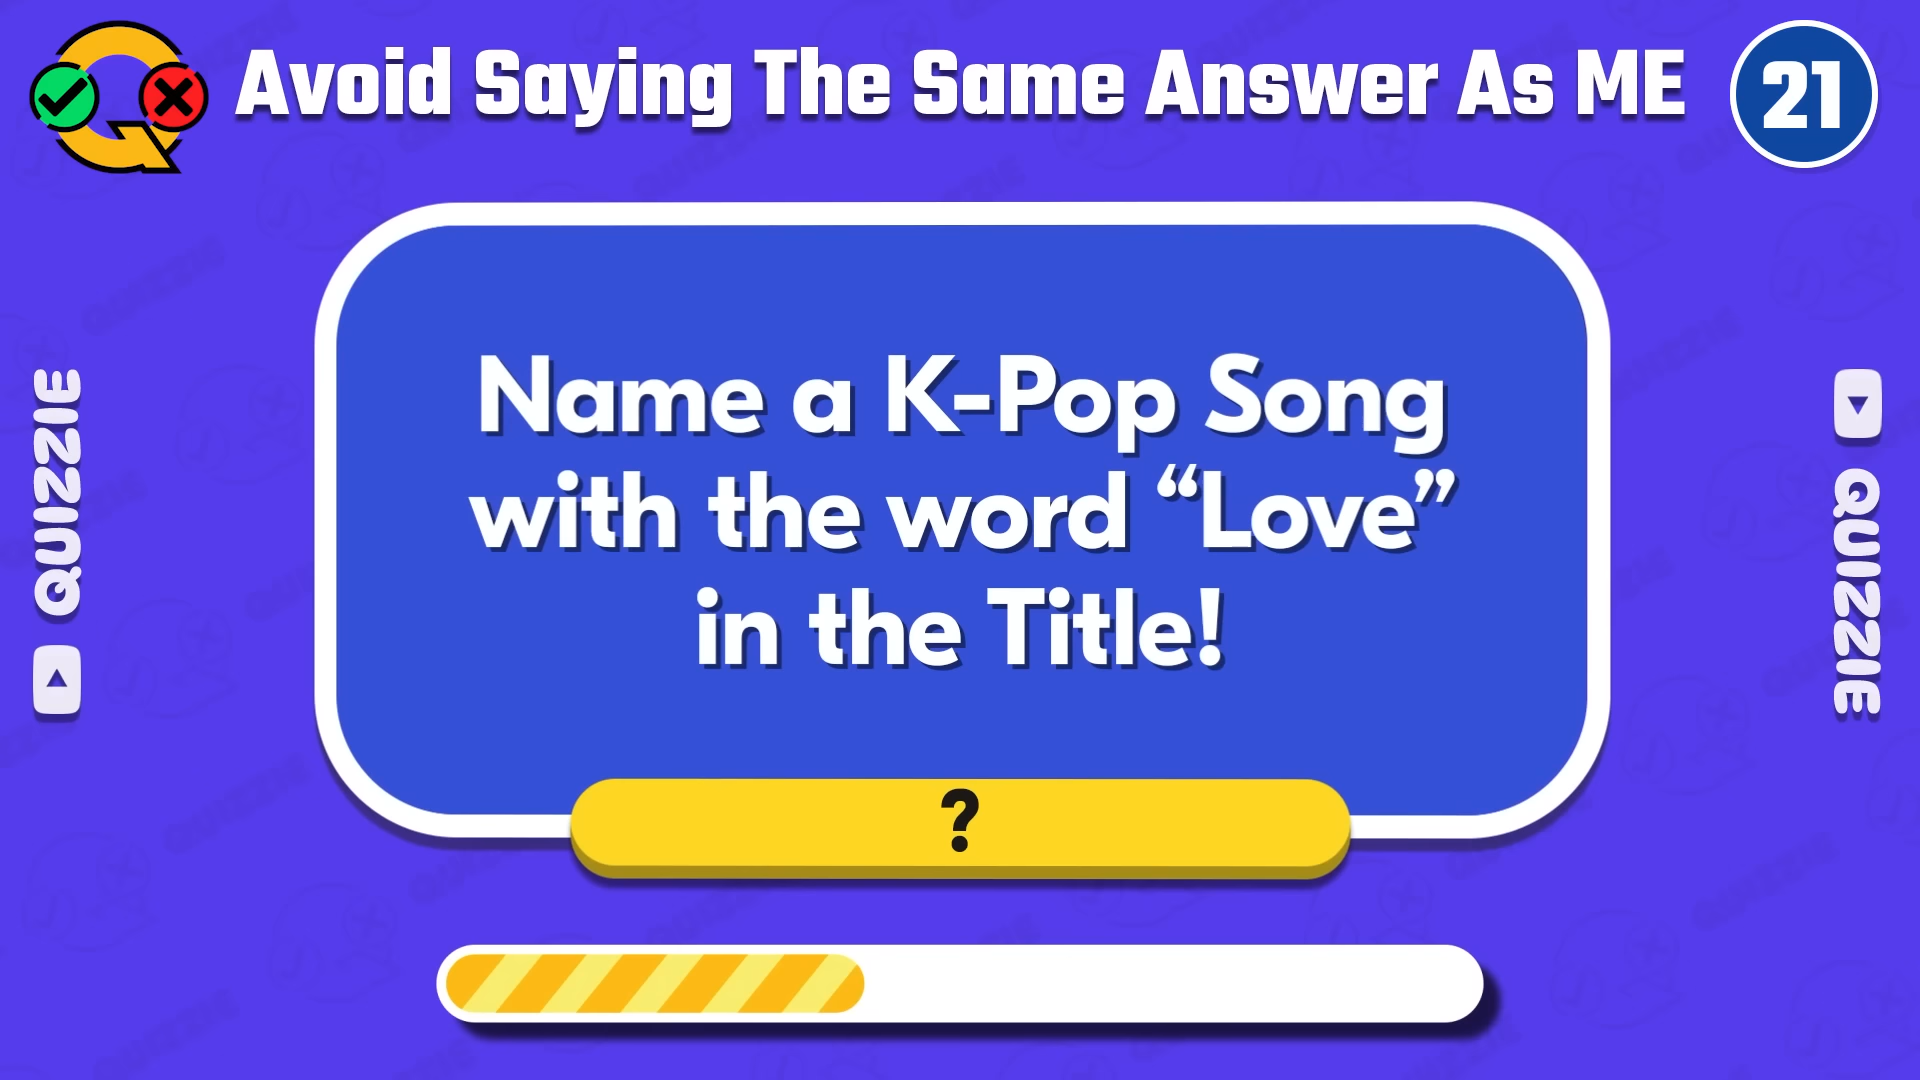 Avoid Saying The Same Answer As ME
21
Name a K-Pop Song
with the word “Love”
in the Title!
?
QUIZZIE
QUIZZIE